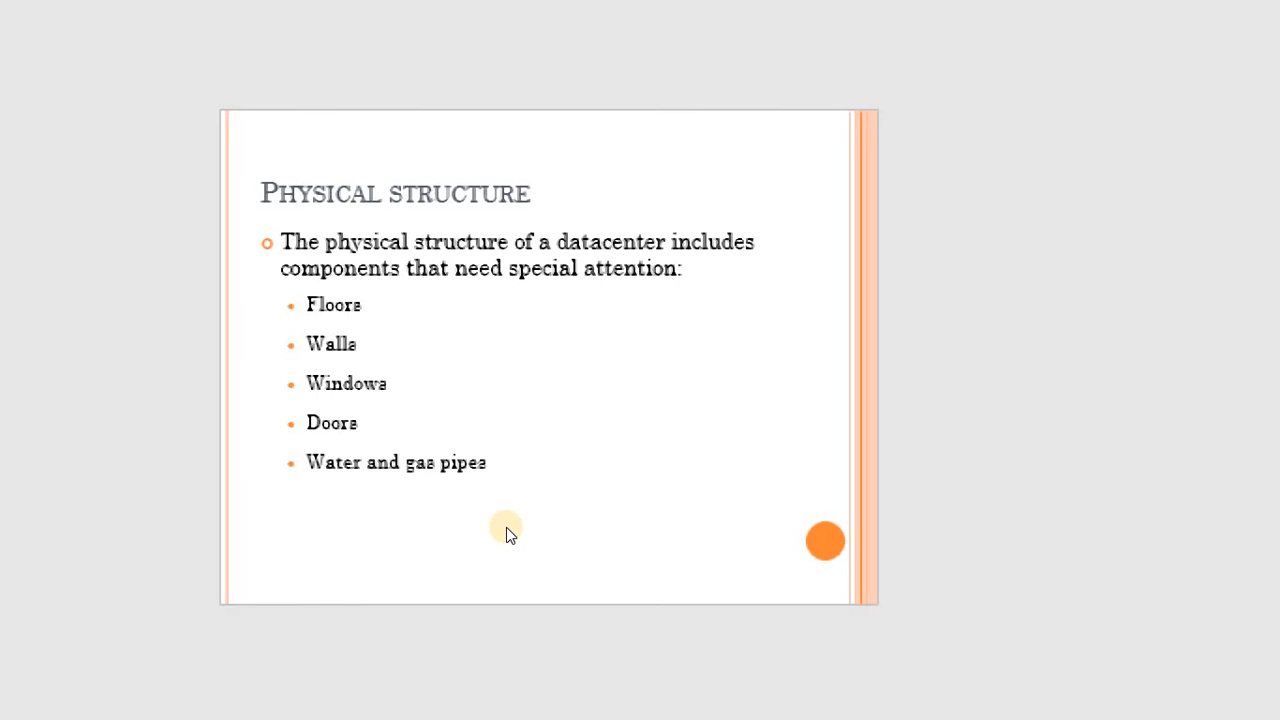 PHYSICAL STRUCTURE
The physical structure of a datacenter includes
components that need special attention:
Floors
Walls
Windows
Doors
Water and gas pipes